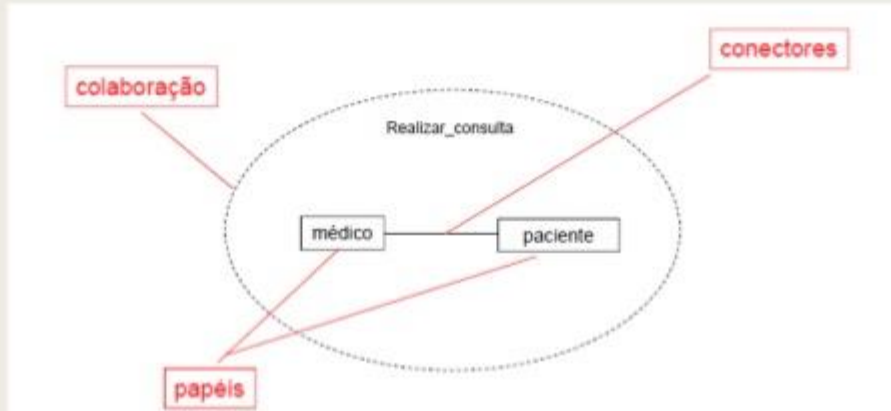 conectores
colaboração
Realizar_consulta
médico
paciente
papéis